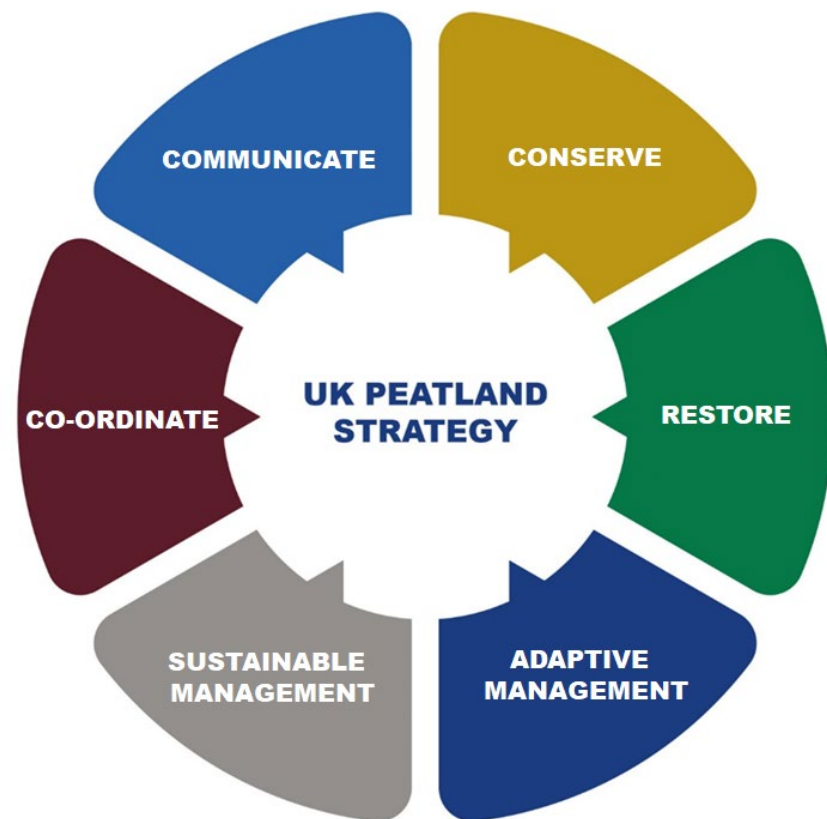 COMMUNICATE
CONSERVE
CO-ORDINATE
UK PEATLAND
STRATEGY
RESTORE
SUSTAINABLE
MANAGEMENT
ADAPTIVE
MANAGEMENT